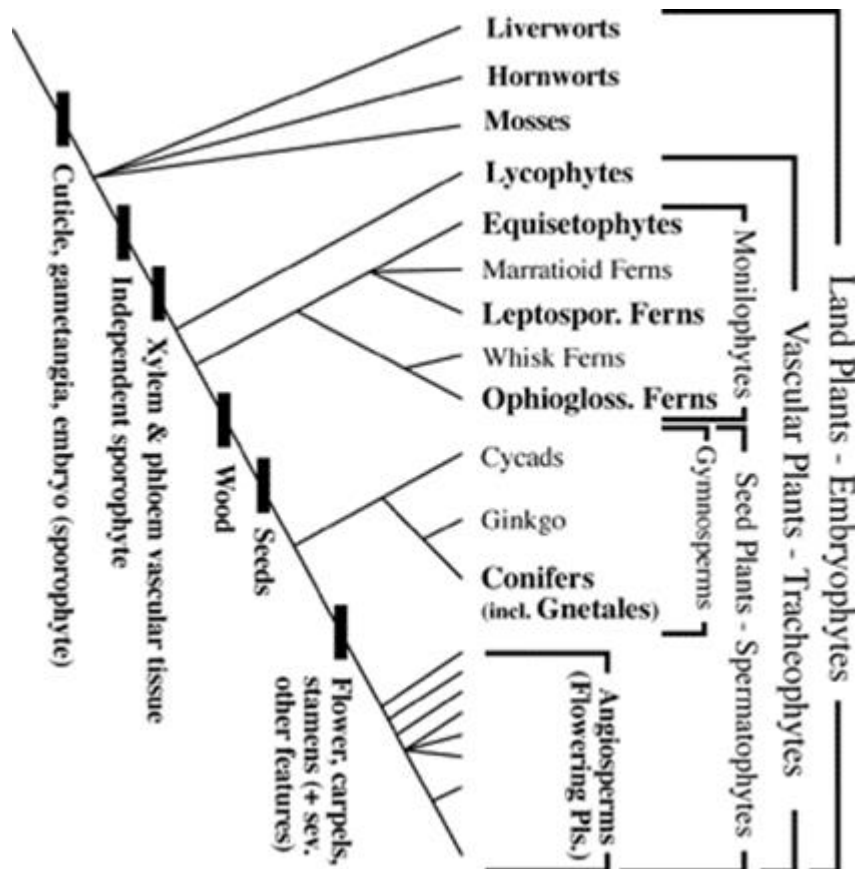 Liverworts
Hornworts
Mosses
Lycophytes
Equisetophytes
Marratioid Ferns
Leptospor. Ferns
Whisk Ferns
Ophiogloss. Ferns
Cycads
Ginkgo
Conifers
(incl. Gnetales)
Angiosperms
(Flowering Pls.)
Monilophytes
Gymnosperms
Seed Plants - Spermatophytes
Vascular Plants - Tracheophytes
Land Plants - Embryophytes
Cuticle, gametangia, embryo (sporophyte)
Independent sporophyte
Xylem & phloem vascular tissue
Wood
Seeds
Flower, carpels,
stamens (+ sev.
other features)